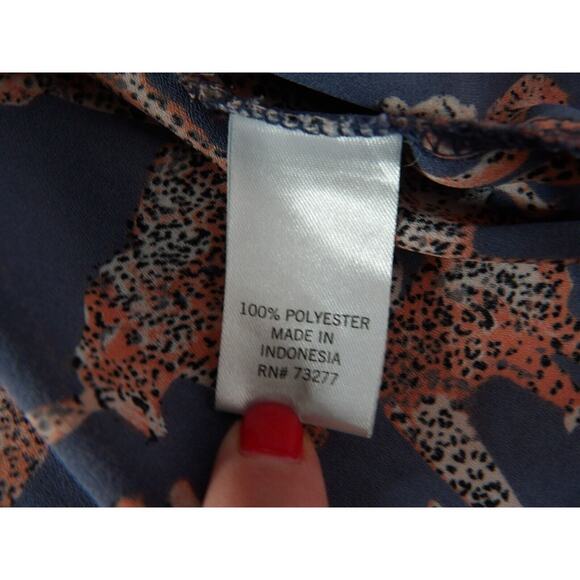 100% POLYESTER
MADE IN
INDONESIA
RN# 73277